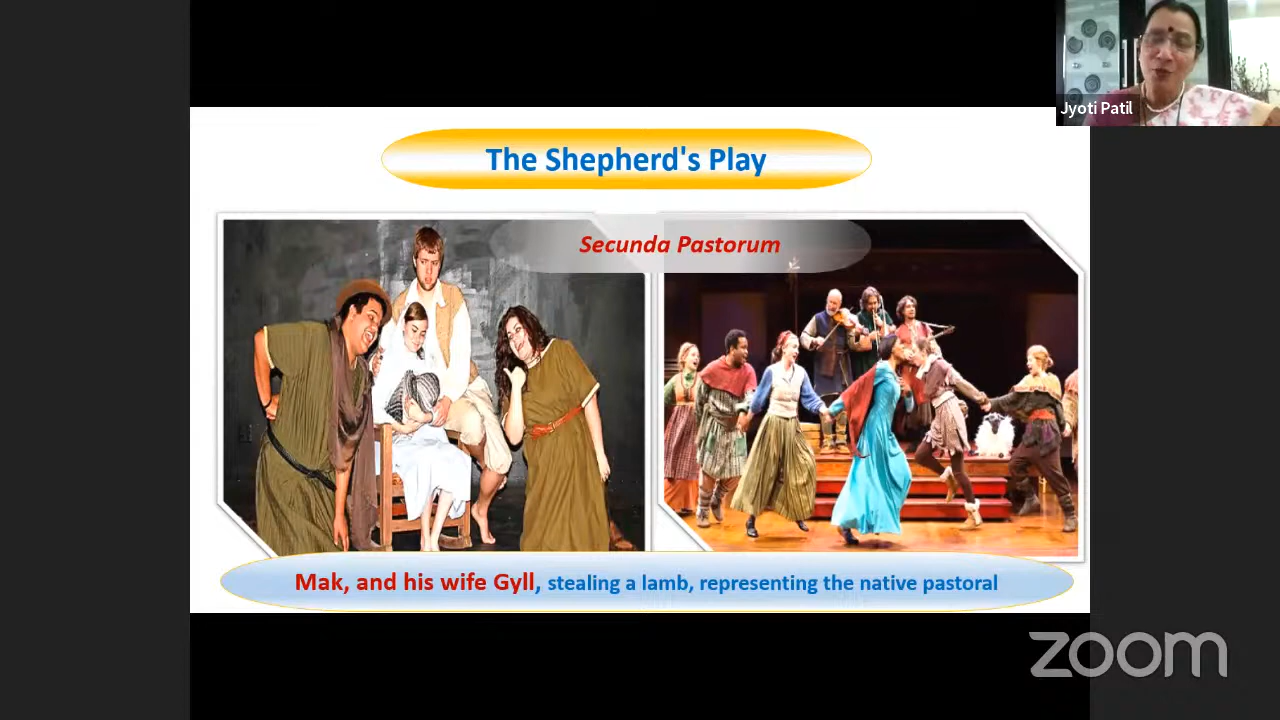 Jyoti Patil
The Shepherd's Play
Secunda Pastorum
Mak, and his wife Gyll, stealing a lamb, representing the native pastoral
zoom